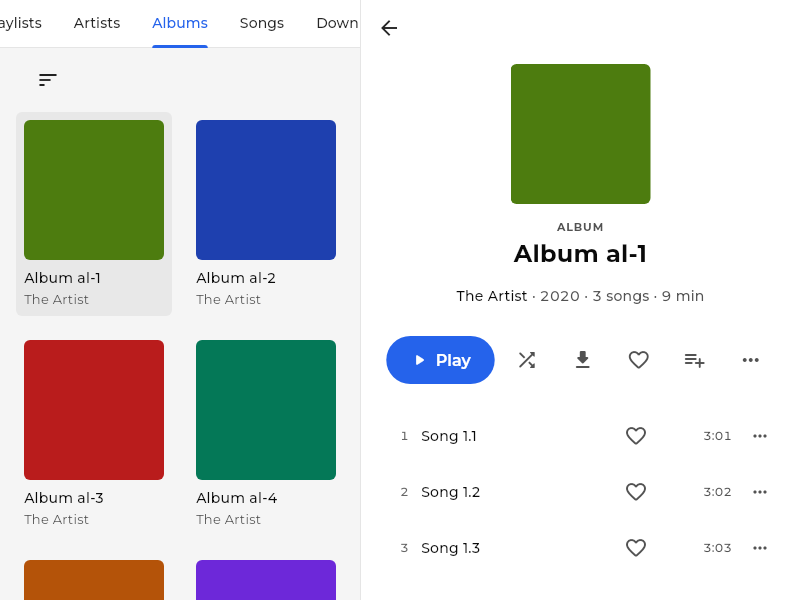 aylists Artists Albums Songs Down
Album al-1 Album al-2
The Artist The Artist
Album al-3 Album al-4
The Artist The Artist
ALBUM
Album al-1
The Artist · 2020 · 3 songs · 9 min
Play
1 Song 1.1 3:01
2 Song 1.2 3:02
3 Song 1.3 3:03